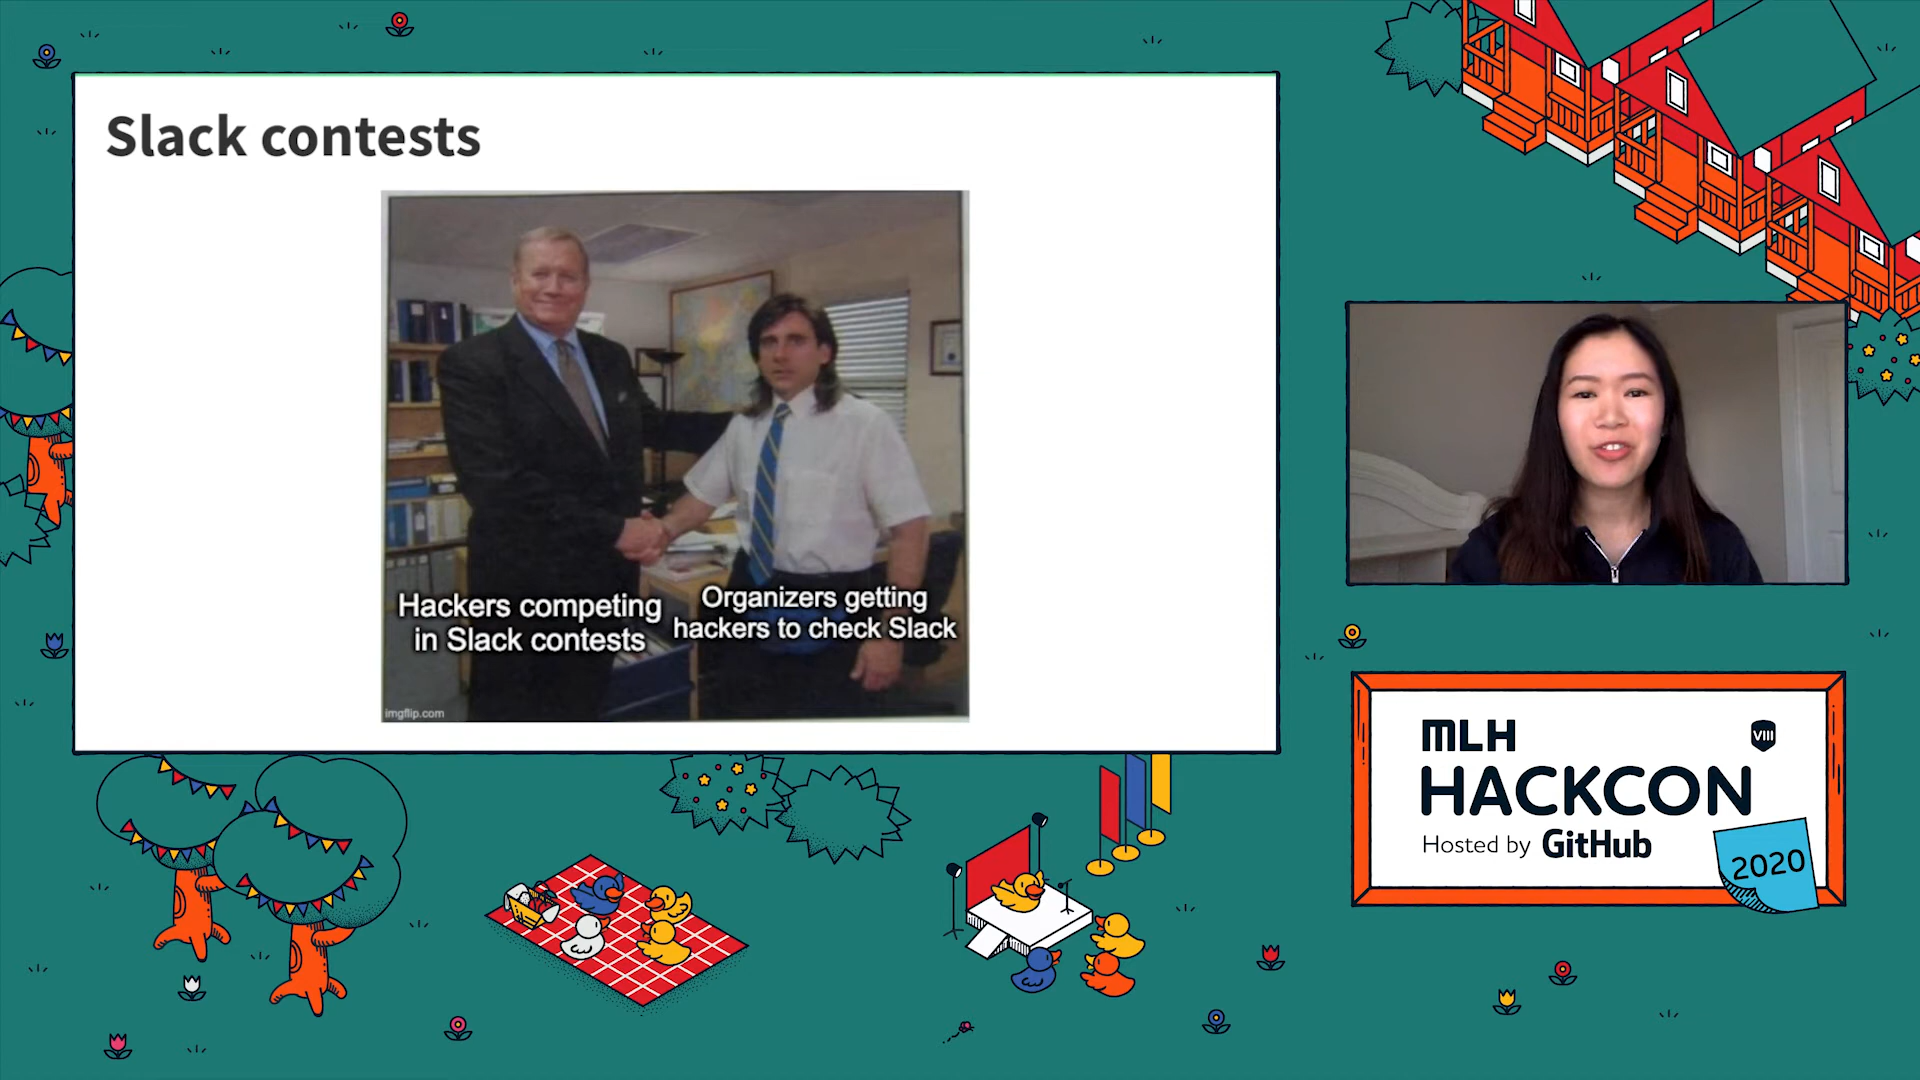 Slack contests
Hackers competing
in Slack contests
Organizers getting
hackers to check Slack
imgflip.com
MLH
VIII
HACKCON
Hosted by GitHub
2020